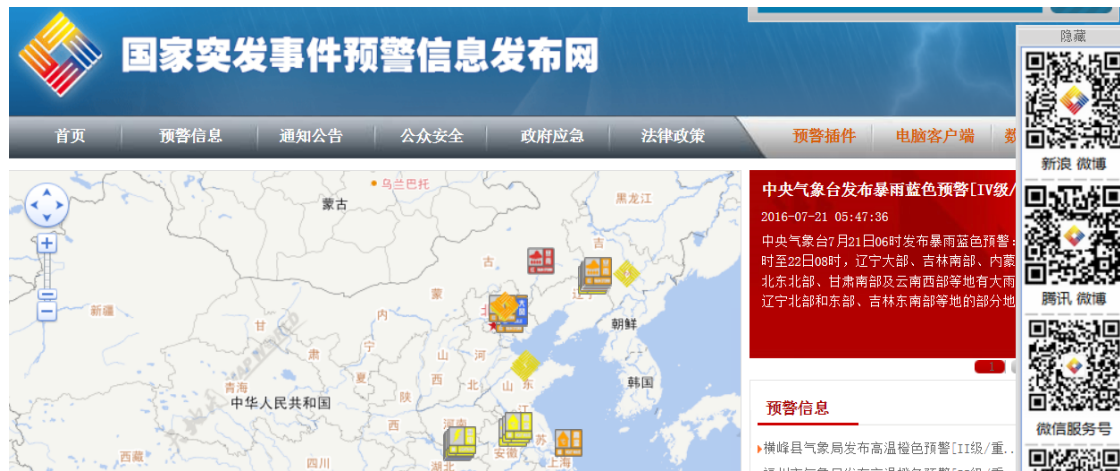 国家突发事件预警信息发布网
隐藏
首页 预警信息 通知公告 公众安全 政府应急 法律政策 预警插件 电脑客户端
新浪 微博
腾讯 微博
微信服务号
中央气象台发布暴雨蓝色预警[IV级/
2016-07-21 05:47:36
中央气象台7月21日06时发布暴雨蓝色预警:
时至22日08时,辽宁大部、吉林南部、内蒙
北东北部、甘肃南部及云南西部等地有大雨
辽宁北部和东部、吉林东南部等地的部分地
1
预警信息
横峰县气象局发布高温橙色预警[II级/重..
乌兰巴托
蒙古
黑龙江
吉
古
辽宁
蒙
新疆
内
北
朝鲜
甘
宁
山 河
肃
夏
西 北 山 东
韩国
青海
陕
中华人民共和国
西
河南
江
苏
安徽
上海
西藏
四川
湖北